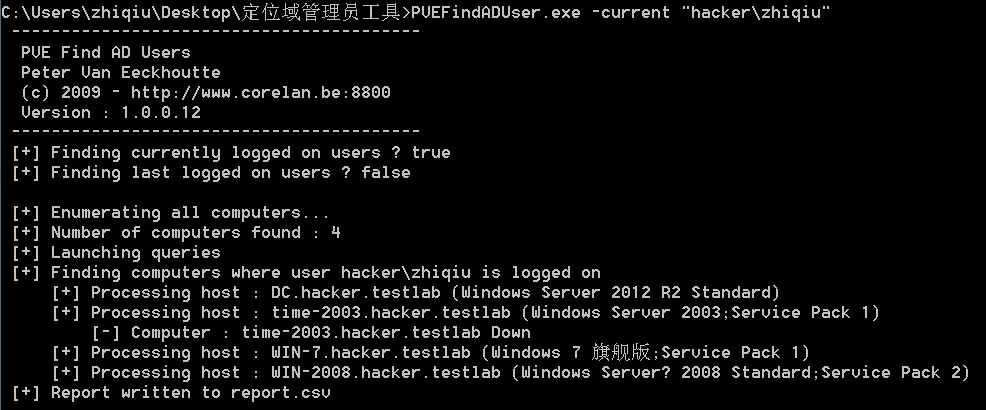 C:\Users\zhiqiu\Desktop\定位域管理员工具>PVEFindADUser.exe -current "hacker\zhiqiu"
-----------------------------------------
PVE Find AD Users
Peter Van Eeckhoutte
(c) 2009 - http://www.corelan.be:8800
Version : 1.0.0.12
-----------------------------------------
[+] Finding currently logged on users ? true
[+] Finding last logged on users ? false
[+] Enumerating all computers...
[+] Number of computers found : 4
[+] Launching queries
[+] Finding computers where user hacker\zhiqiu is logged on
[+] Processing host : DC.hacker.testlab (Windows Server 2012 R2 Standard)
[+] Processing host : time-2003.hacker.testlab (Windows Server 2003;Service Pack 1)
[-] Computer : time-2003.hacker.testlab Down
[+] Processing host : WIN-7.hacker.testlab (Windows 7 旗舰版;Service Pack 1)
[+] Processing host : WIN-2008.hacker.testlab (Windows Server? 2008 Standard;Service Pack 2)
[+] Report written to report.csv